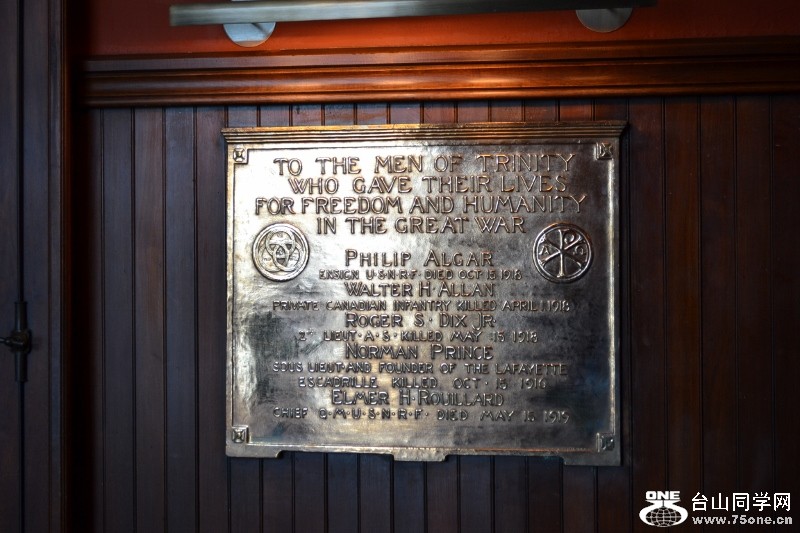 TO THE MEN OF TRINITY
WHO GAVE THEIR LIVES
FOR FREEDOM AND HUMANITY
IN THE GREAT WAR
PHILIP ALGAR
ENSIGN U·S·N·R·F· DIED OCT 1918
WALTER H·ALLAN
PRIVATE CANADIAN INFANTRY KILLED APRIL 1918
ROGER S· DIX JR
2ND LIEUT·A·S·KILLED MAY 15 1918
NORMAN PRINCE
SOUS LIEUT·AND FOUNDER OF THE LAFAYETTE
ESCADRILLE KILLED OCT· 15 1916
ELMER H·ROUILLARD
CHIEF Q·M·U·S·N·R·F· DIED MAY 1919
ONE
75
台山同学网
www.75one.cn